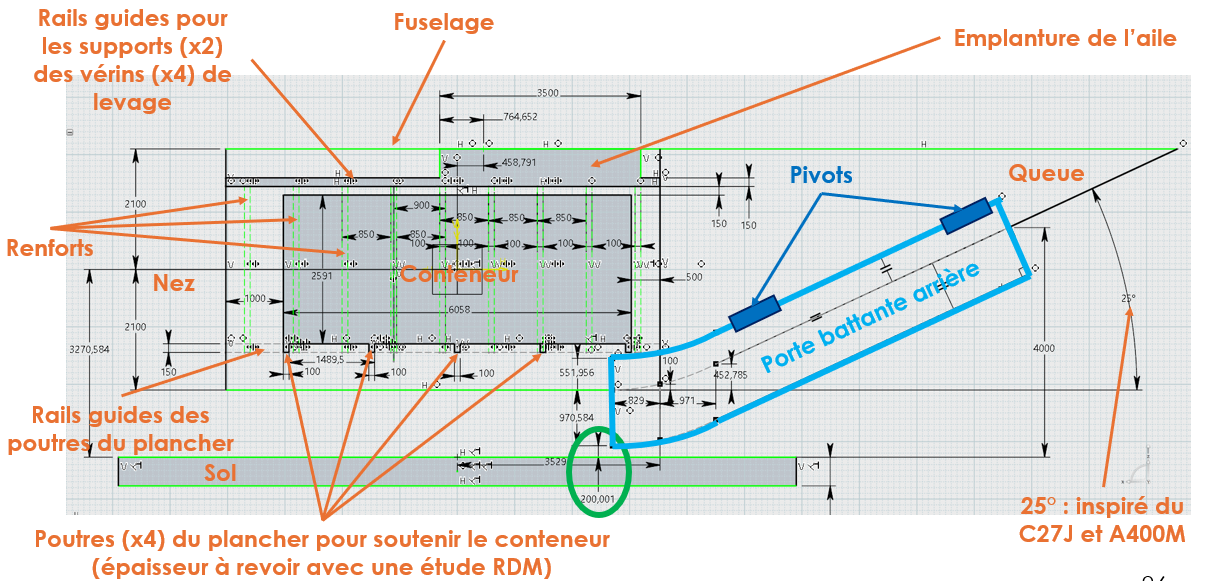 Rails guides pour
les supports (x2)
des vérins (x4) de
levage
Fuselage
Emplanture de l'aile
3500
764,652
458,791
Pivots
Queue
2100
900
850
850
850
150
150
Renforts
850
850
100
100
100
100
100
Nez
2591
Conteneur
500
1000
6058
25°
Porte battante arrière
2100
3270,584
150
1489,5
100
100
100
551,956
100
452,785
4000
829
971
970,584
Rails guides des
poutres du plancher
Sol
3529
200,001
25° : inspiré du
C27J et A400M
Poutres (x4) du plancher pour soutenir le conteneur
(épaisseur à revoir avec une étude RDM)